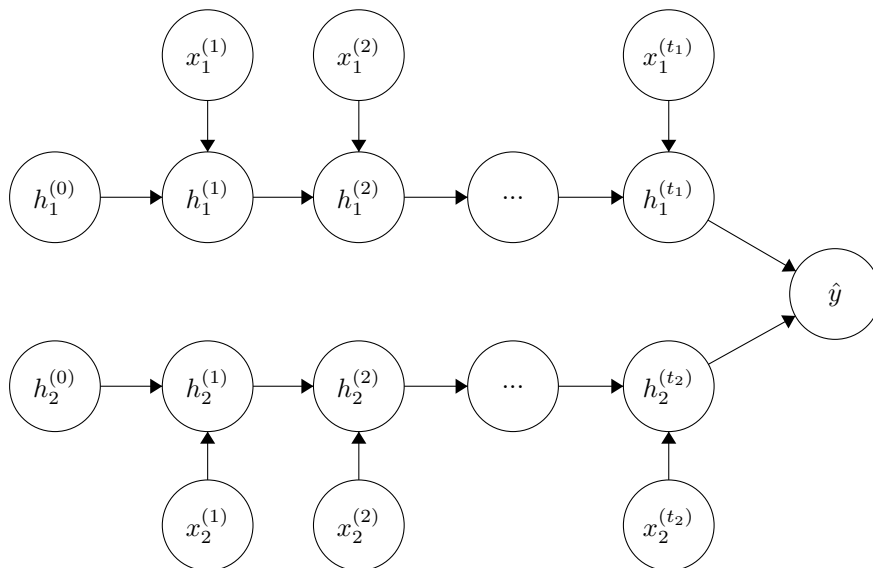 x_1^{(1)} x_1^{(2)} x_1^{(t_1)}
h_1^{(0)} h_1^{(1)} h_1^{(2)} ... h_1^{(t_1)}
ŷ
h_2^{(0)} h_2^{(1)} h_2^{(2)} ... h_2^{(t_2)}
x_2^{(1)} x_2^{(2)} x_2^{(t_2)}